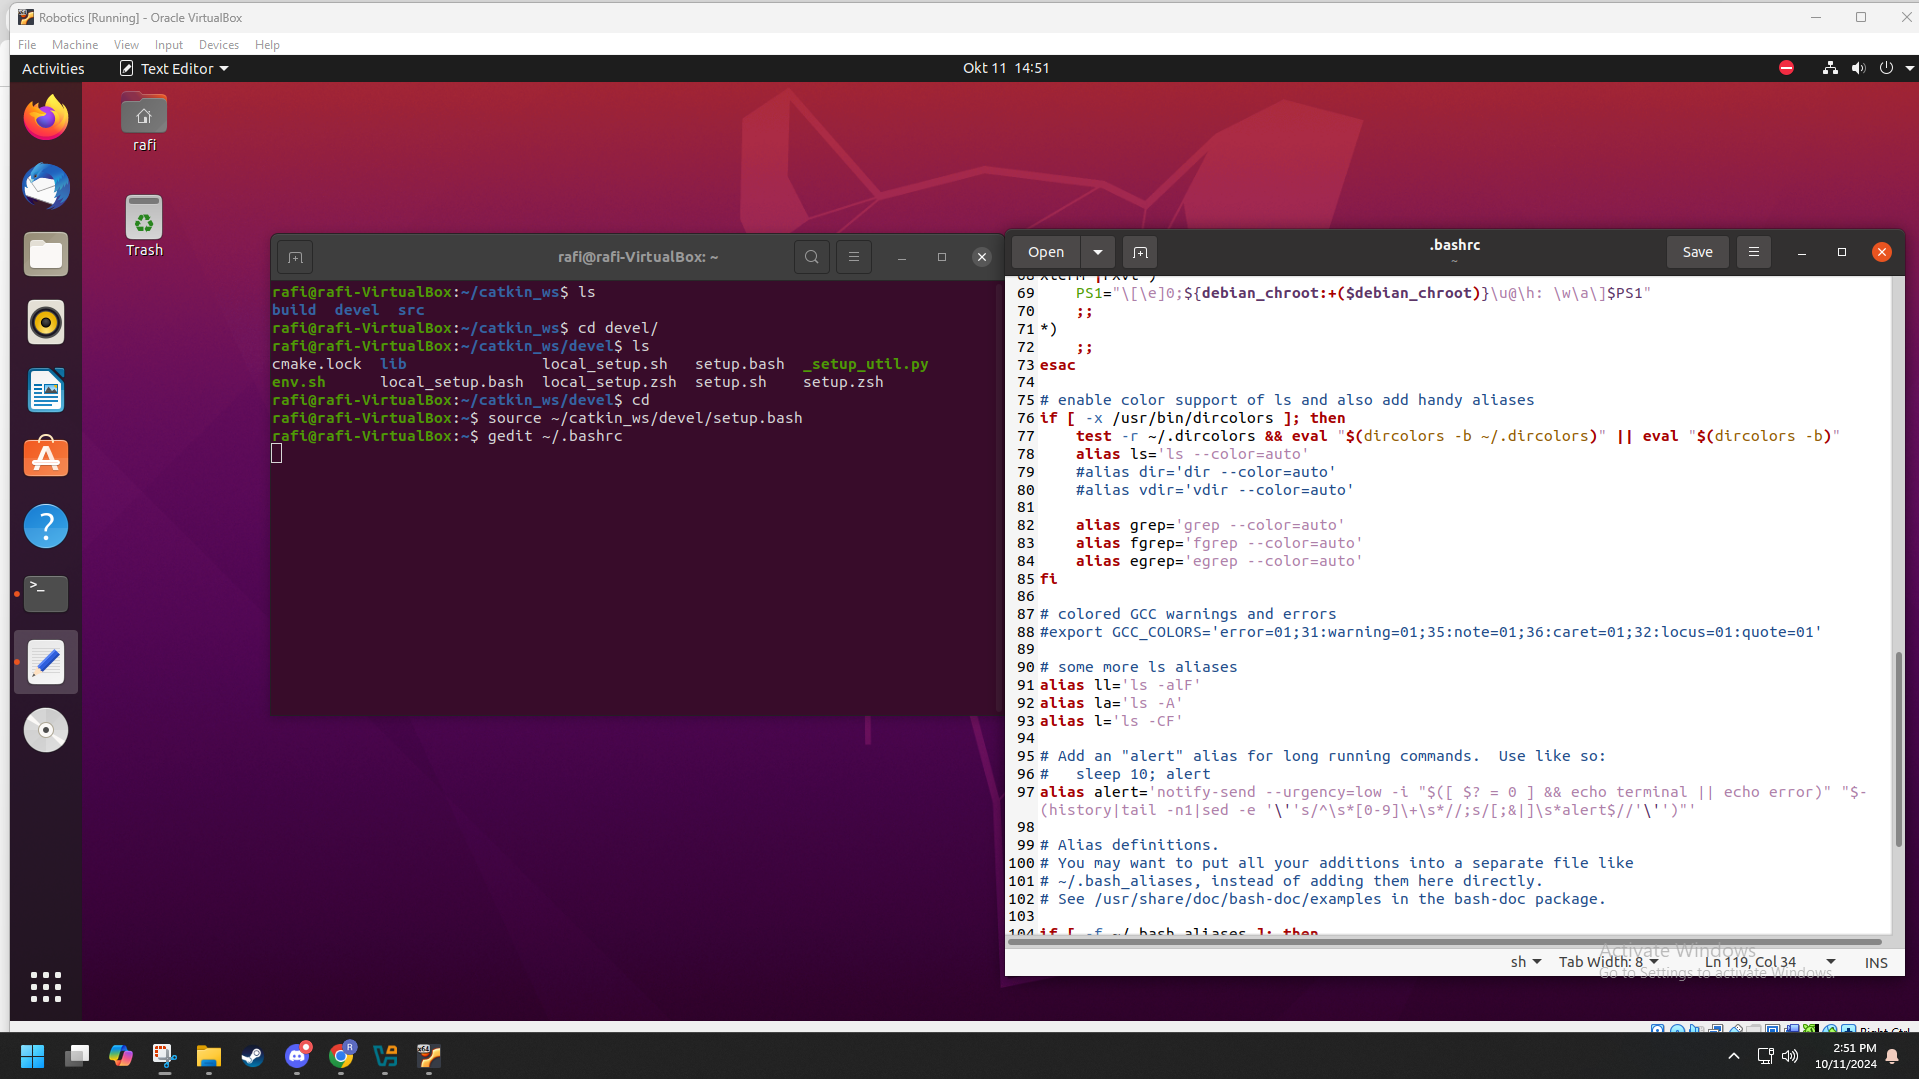 Robotics [Running] - Oracle VirtualBox
File Machine View Input Devices Help
Activities Text Editor Okt 11 14:51
rafi
Trash
rafi@rafi-VirtualBox: ~
rafi@rafi-VirtualBox:~/catkin_ws$ ls
build devel src
rafi@rafi-VirtualBox:~/catkin_ws$ cd devel/
rafi@rafi-VirtualBox:~/catkin_ws/devel$ ls
cmake.lock lib local_setup.sh setup.bash _setup_util.py
env.sh local_setup.bash local_setup.zsh setup.sh setup.zsh
rafi@rafi-VirtualBox:~/catkin_ws/devel$ cd
rafi@rafi-VirtualBox:~$ source ~/catkin_ws/devel/setup.bash
rafi@rafi-VirtualBox:~$ gedit ~/.bashrc
Open .bashrc Save
~
69 PS1="\[\e]0;${debian_chroot:+($debian_chroot)}\u@\h: \w\a\]$PS1"
70 ;;
71 *)
72 ;;
73 esac
74
75 # enable color support of ls and also add handy aliases
76 if [ -x /usr/bin/dircolors ]; then
77 test -r ~/.dircolors && eval "$(dircolors -b ~/.dircolors)" || eval "$(dircolors -b)"
78 alias ls='ls --color=auto'
79 #alias dir='dir --color=auto'
80 #alias vdir='vdir --color=auto'
81
82 alias grep='grep --color=auto'
83 alias fgrep='fgrep --color=auto'
84 alias egrep='egrep --color=auto'
85 fi
86
87 # colored GCC warnings and errors
88 #export GCC_COLORS='error=01;31:warning=01;35:note=01;36:caret=01;32:locus=01:quote=01'
89
90 # some more ls aliases
91 alias ll='ls -alF'
92 alias la='ls -A'
93 alias l='ls -CF'
94
95 # Add an "alert" alias for long running commands.  Use like so:
96 #   sleep 10; alert
97 alias alert='notify-send --urgency=low -i "$([ $? = 0 ] && echo terminal || echo error)" "$-
(history|tail -n1|sed -e '\''s/^\s*[0-9]\+\s*//;s/[;&|]\s*alert$//'\'')"'
98
99 # Alias definitions.
100 # You may want to put all your additions into a separate file like
101 # ~/.bash_aliases, instead of adding them here directly.
102 # See /usr/share/doc/bash-doc/examples in the bash-doc package.
103
104 if [ -f ~/.bash_aliases ]; then
Activate Windows
Go to Settings to activate Windows.
sh Tab Width: 8 Ln 119, Col 34 INS
Right Ctrl
2:51 PM
10/11/2024